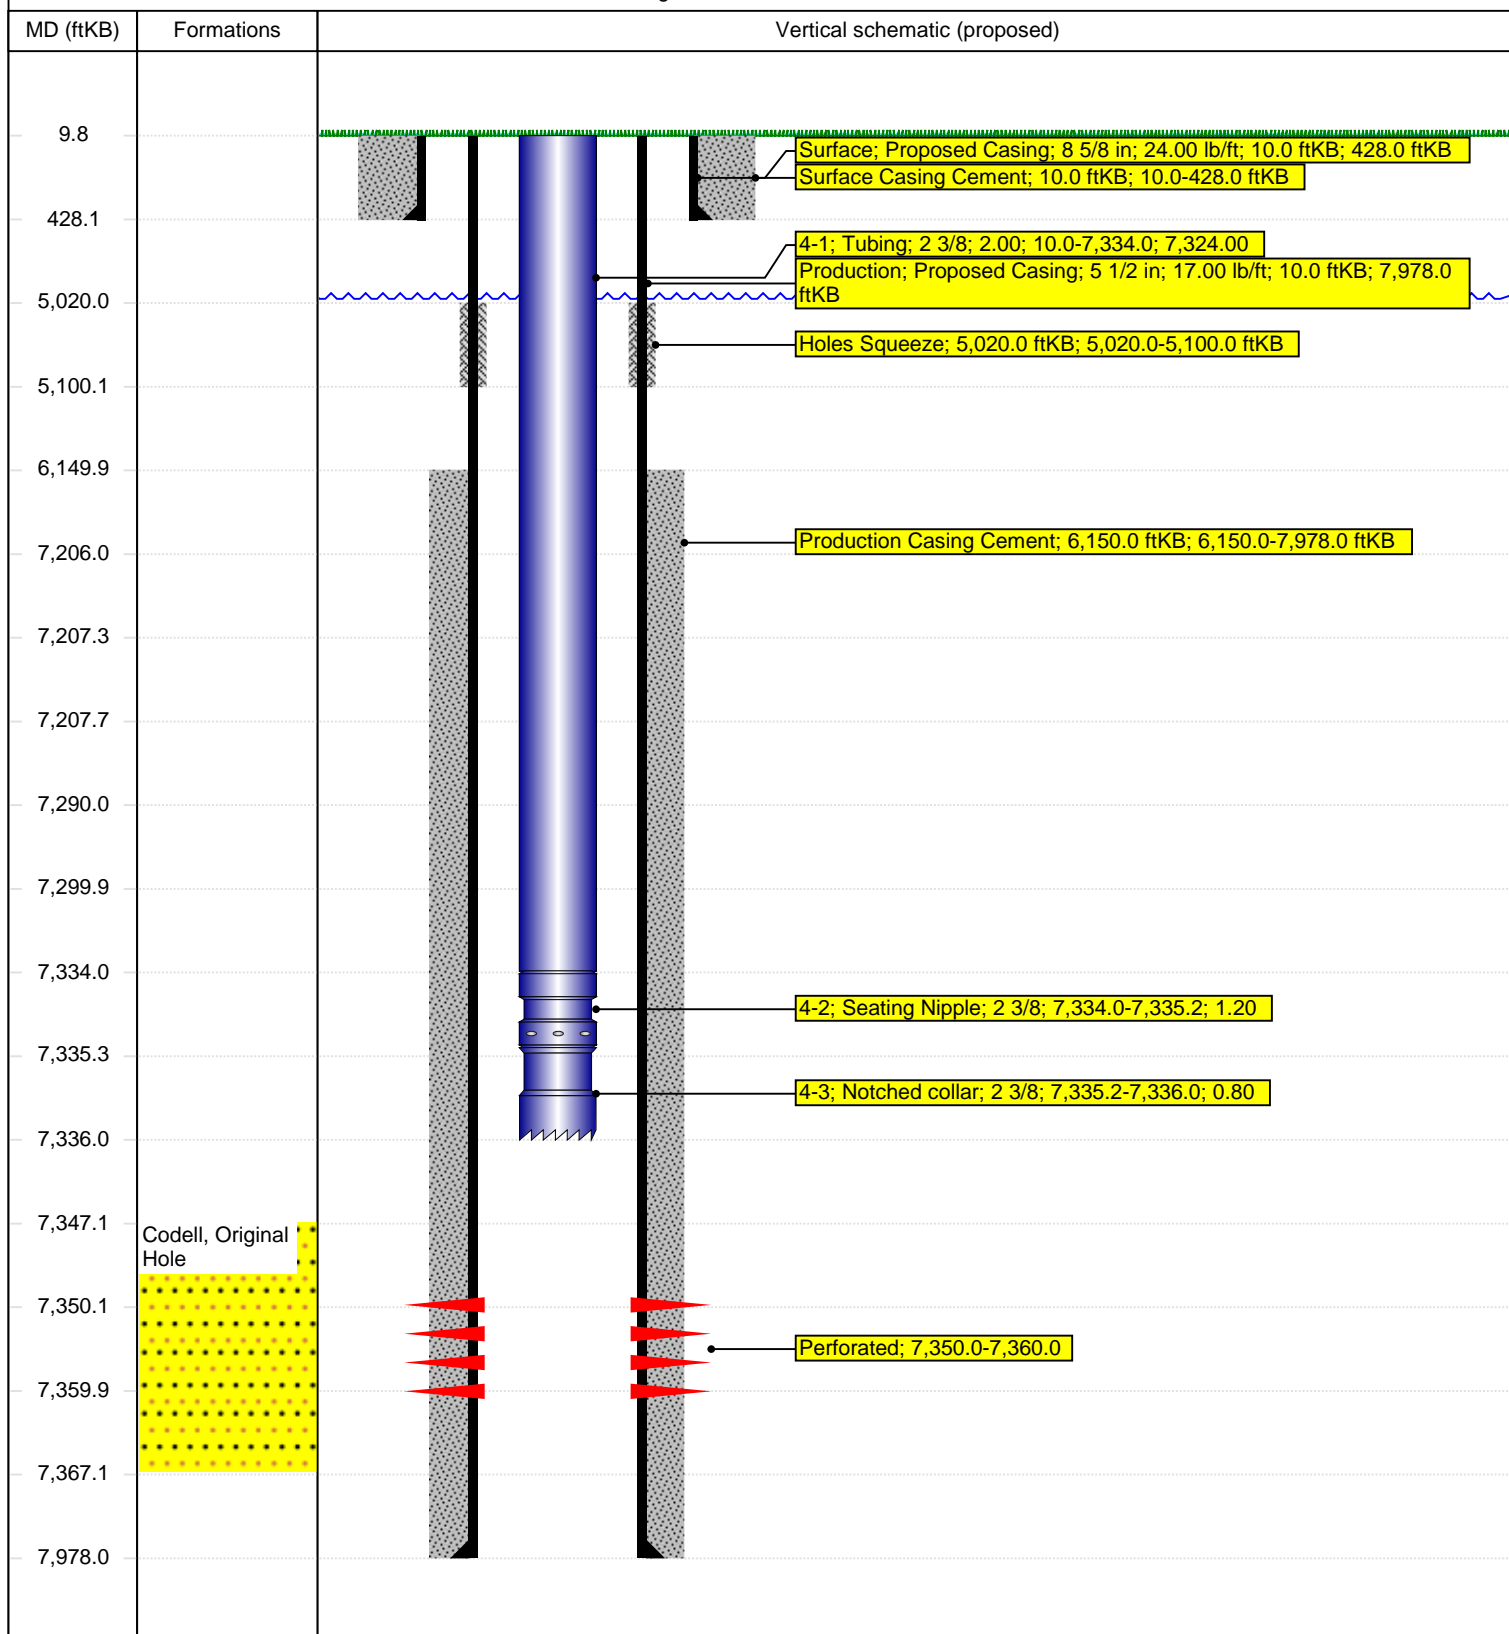 MD (ftKB) Formations Vertical schematic (proposed)
9.8
Surface; Proposed Casing; 8 5/8 in; 24.00 lb/ft; 10.0 ftKB; 428.0 ftKB
Surface Casing Cement; 10.0 ftKB; 10.0-428.0 ftKB
428.1
4-1; Tubing; 2 3/8; 2.00; 10.0-7,334.0; 7,324.00
Production; Proposed Casing; 5 1/2 in; 17.00 lb/ft; 10.0 ftKB; 7,978.0
ftKB
5,020.0
Holes Squeeze; 5,020.0 ftKB; 5,020.0-5,100.0 ftKB
5,100.1
6,149.9
Production Casing Cement; 6,150.0 ftKB; 6,150.0-7,978.0 ftKB
7,206.0
7,207.3
7,207.7
7,290.0
7,299.9
7,334.0
4-2; Seating Nipple; 2 3/8; 7,334.0-7,335.2; 1.20
7,335.3
4-3; Notched collar; 2 3/8; 7,335.2-7,336.0; 0.80
7,336.0
7,347.1
Codell, Original
Hole
7,350.1
Perforated; 7,350.0-7,360.0
7,359.9
7,367.1
7,978.0